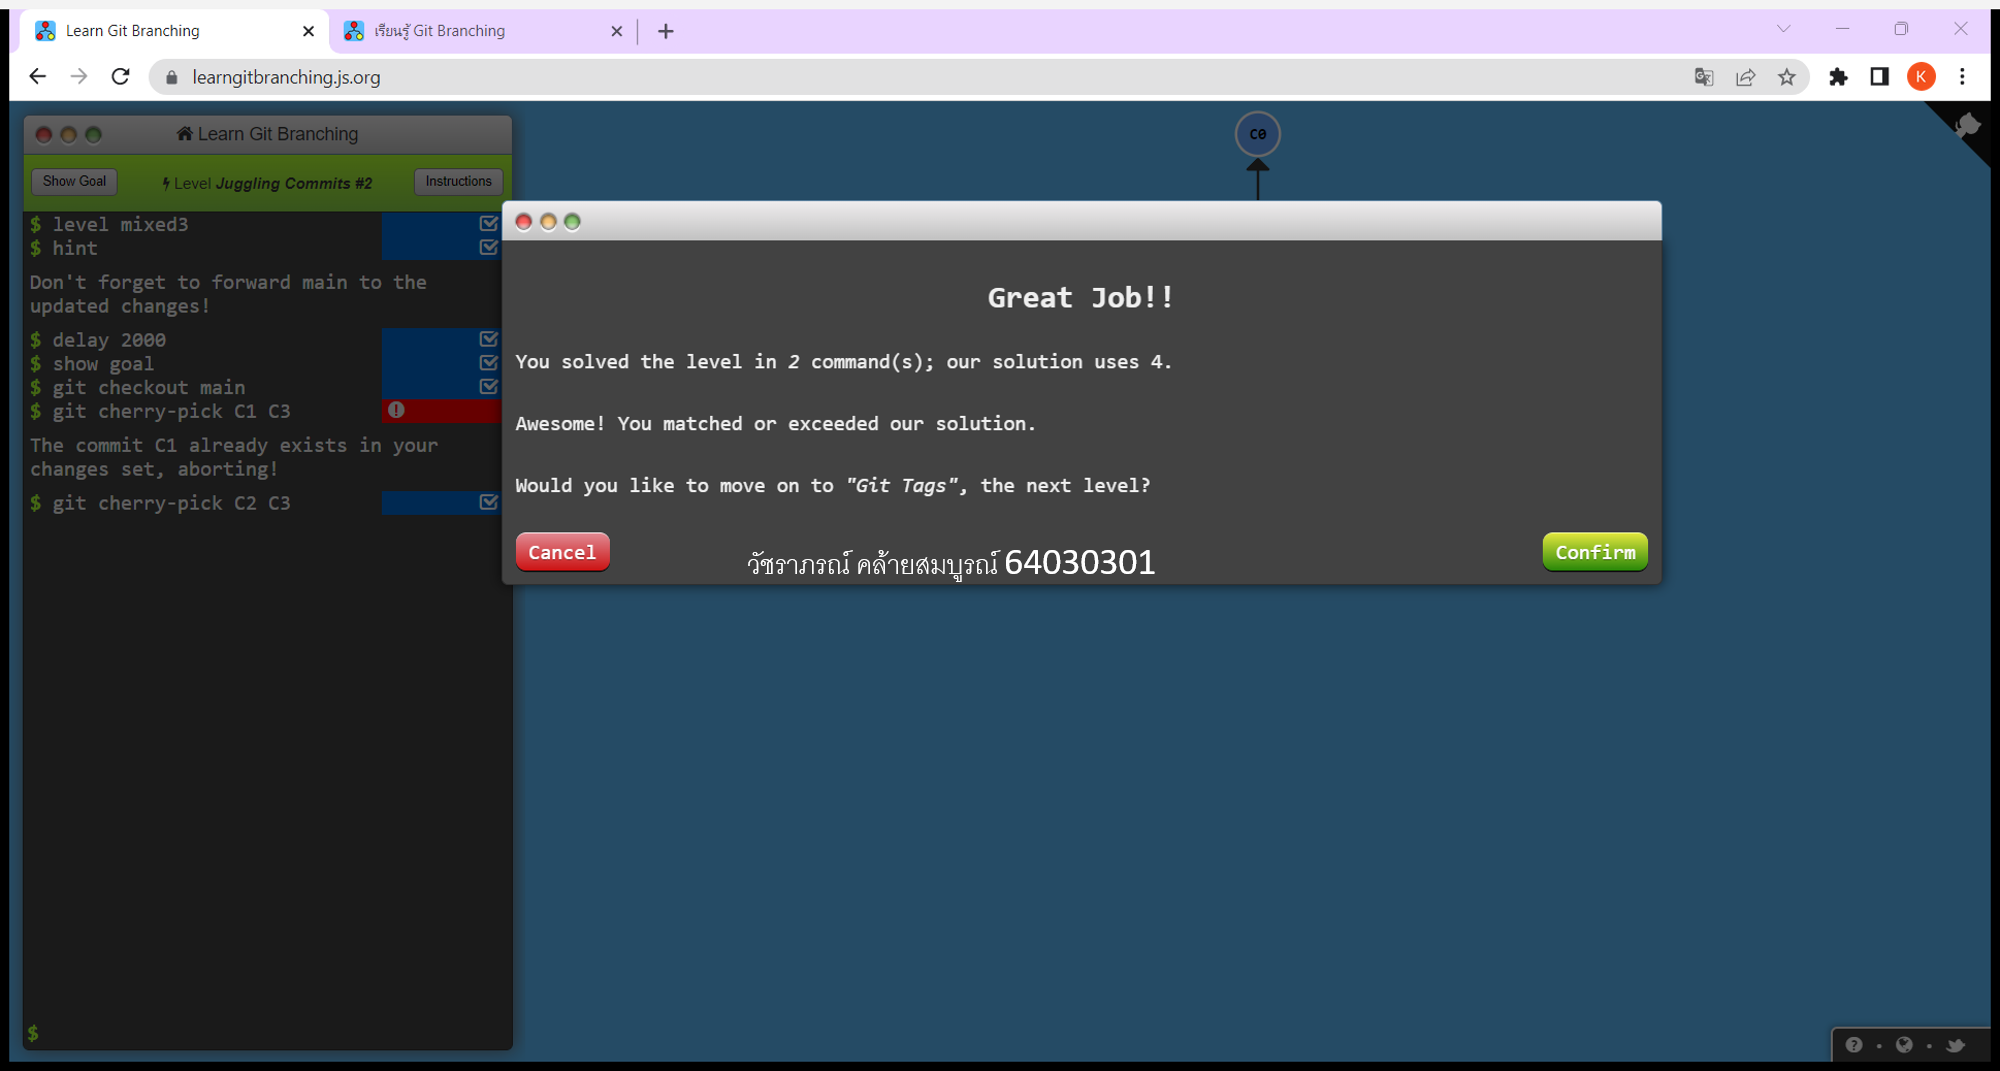 Learn Git Branching
เรียนรู้ Git Branching
learngitbranching.js.org
K
Learn Git Branching
Show Goal
Level Juggling Commits #2
Instructions
$ level mixed3
$ hint
Don't forget to forward main to the
updated changes!
$ delay 2000
$ show goal
$ git checkout main
$ git cherry-pick C1 C3
The commit C1 already exists in your
changes set, aborting!
$ git cherry-pick C2 C3
$
C0
Great Job!!
You solved the level in 2 command(s); our solution uses 4.
Awesome! You matched or exceeded our solution.
Would you like to move on to "Git Tags", the next level?
Cancel
วัชราภรณ์ คล้ายสมบูรณ์ 64030301
Confirm